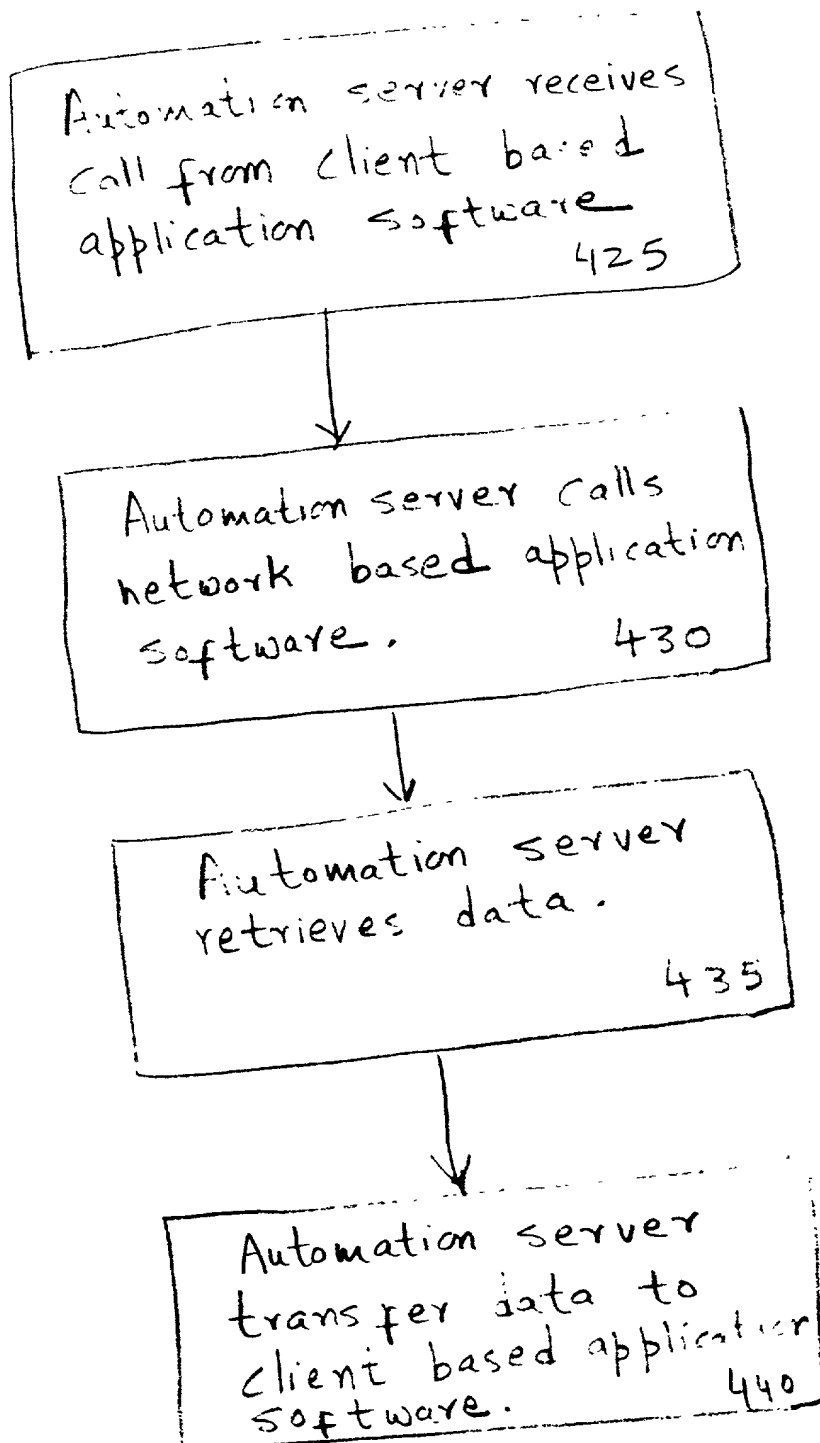 Automation server receives
call from client based
application software
425
Automation server calls
network based application
software. 430
Automation server
retrieves data.
435
Automation server
transfer data to
client based application
software. 440